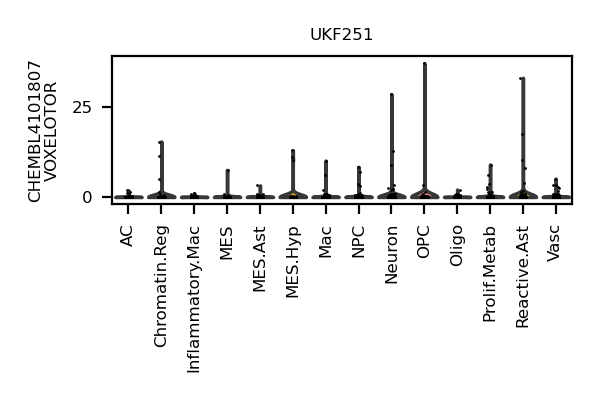 UKF251
CHEMBL4101807
VOXELOTOR
25
0
AC
Chromatin.Reg
Inflammatory.Mac
MES
MES.Ast
MES.Hyp
Mac
NPC
Neuron
OPC
Oligo
Prolif.Metab
Reactive.Ast
Vasc